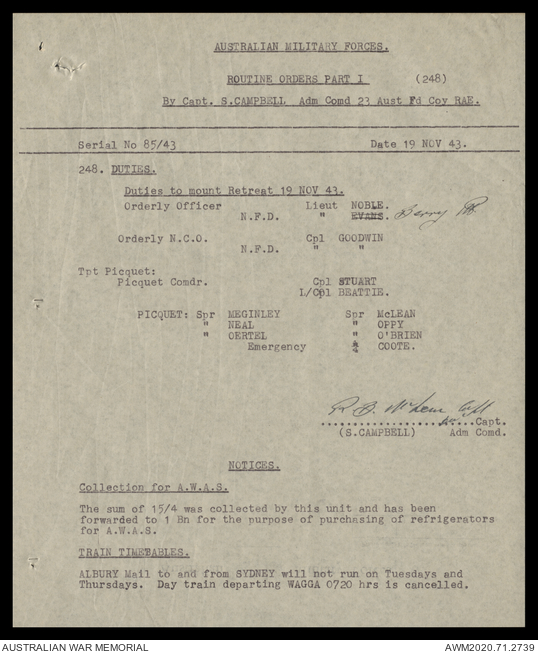 AUSTRALIAN MILITARY FORCES.
ROUTINE ORDERS PART I (248)
By Capt. S.CAMPBELL Adm Comd 23 Aust Fd Coy RAE.
Serial No 85/43 Date 19 NOV 43.
248. DUTIES.
Duties to mount Retreat 19 NOV 43.
Orderly Officer Lieut NOBLE.
N.F.D. " EVANS. Berry
Orderly N.C.O. Cpl GOODWIN
N.F.D. " "
Tpt Picquet:
Picquet Comdr. Cpl STUART
L/Cpl BEATTIE.
PICQUET: Spr MEGINLEY Spr McLEAN
" NEAL " OPPY
" OERTEL " O'BRIEN
Emergency " COOTE.
..........Capt.
(S.CAMPBELL) Adm Comd.
NOTICES.
Collection for A.W.A.S.
The sum of 15/4 was collected by this unit and has been
forwarded to 1 Bn for the purpose of purchasing of refrigerators
for A.W.A.S.
TRAIN TIMETABLES.
ALBURY Mail to and from SYDNEY will not run on Tuesdays and
Thursdays. Day train departing WAGGA 0720 hrs is cancelled.
AUSTRALIAN WAR MEMORIAL AWM2020.71.2739